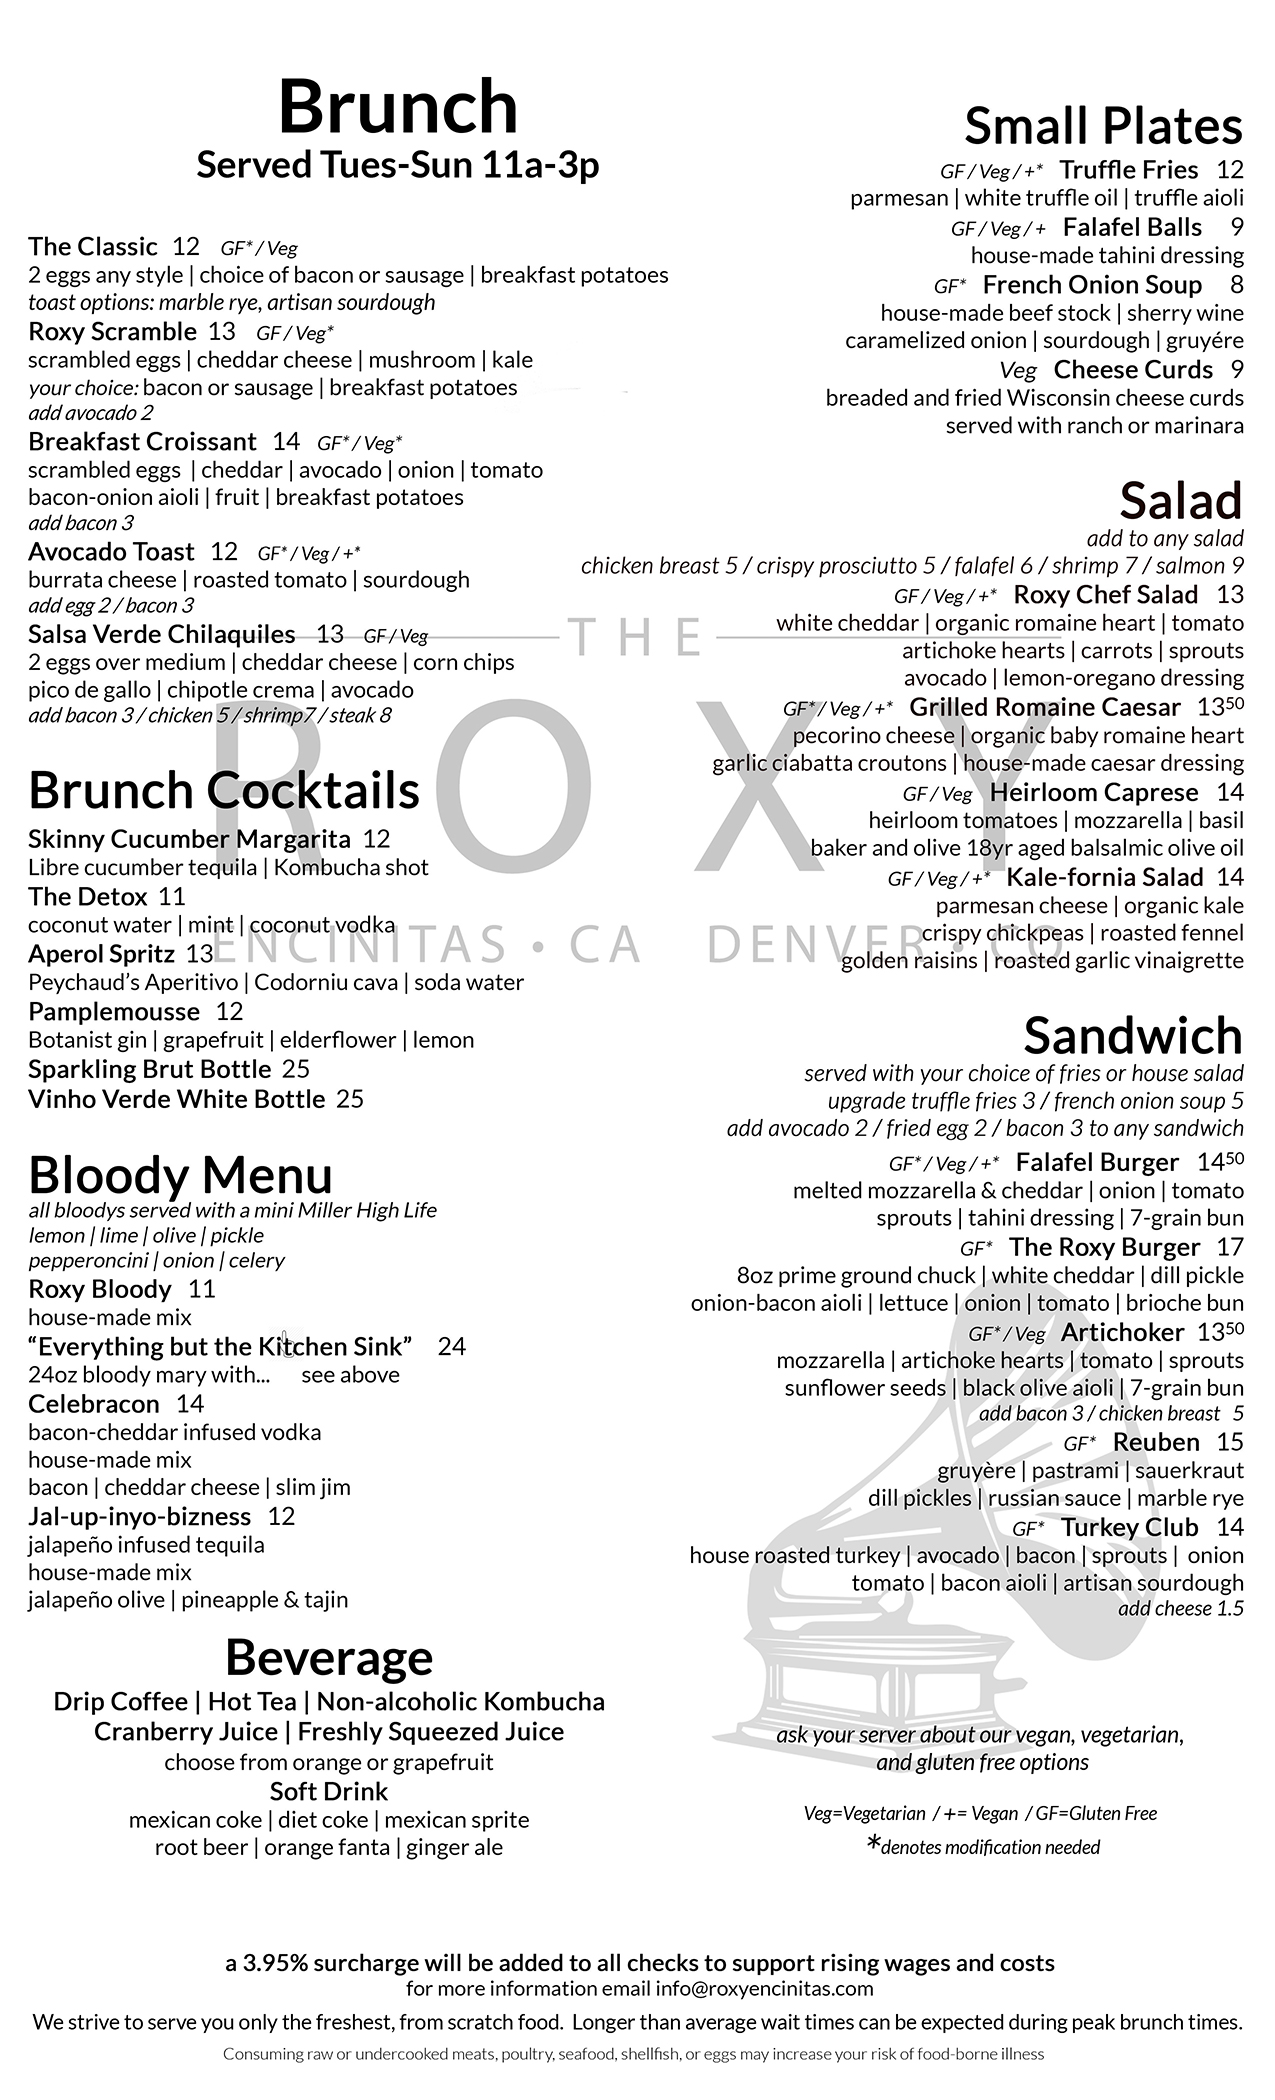 Brunch
Served Tues-Sun 11a-3p
The Classic 12 GF* / Veg
2 eggs any style | choice of bacon or sausage | breakfast potatoes
toast options: marble rye, artisan sourdough
Roxy Scramble 13 GF / Veg*
scrambled eggs | cheddar cheese | mushroom | kale
your choice: bacon or sausage | breakfast potatoes
add avocado 2
Breakfast Croissant 14 GF* / Veg*
scrambled eggs | cheddar | avocado | onion | tomato
bacon-onion aioli | fruit | breakfast potatoes
add bacon 3
Avocado Toast 12 GF* / Veg / +*
burrata cheese | roasted tomato | sourdough
add egg 2 / bacon 3
Salsa Verde Chilaquiles 13 GF / Veg
2 eggs over medium | cheddar cheese | corn chips
pico de gallo | chipotle crema | avocado
add bacon 3 / chicken 5 / shrimp7 / steak 8
Brunch Cocktails
Skinny Cucumber Margarita 12
Libre cucumber tequila | Kombucha shot
The Detox 11
coconut water | mint | coconut vodka
Aperol Spritz 13
Peychaud's Aperitivo | Codorniu cava | soda water
Pamplemousse 12
Botanist gin | grapefruit | elderflower | lemon
Sparkling Brut Bottle 25
Vinho Verde White Bottle 25
Bloody Menu
all bloodys served with a mini Miller High Life
lemon | lime | olive | pickle
pepperoncini | onion | celery
Roxy Bloody 11
house-made mix
“Everything but the Kitchen Sink” 24
24oz bloody mary with... see above
Celebracon 14
bacon-cheddar infused vodka
house-made mix
bacon | cheddar cheese | slim jim
Jal-up-inyo-bizness 12
jalapeño infused tequila
house-made mix
jalapeño olive | pineapple & tajin
Beverage
Drip Coffee | Hot Tea | Non-alcoholic Kombucha
Cranberry Juice | Freshly Squeezed Juice
choose from orange or grapefruit
Soft Drink
mexican coke | diet coke | mexican sprite
root beer | orange fanta | ginger ale
Small Plates
GF / Veg / +* Truffle Fries 12
parmesan | white truffle oil | truffle aioli
GF / Veg / + Falafel Balls 9
house-made tahini dressing
GF* French Onion Soup 8
house-made beef stock | sherry wine
caramelized onion | sourdough | gruyére
Veg Cheese Curds 9
breaded and fried Wisconsin cheese curds
served with ranch or marinara
Salad
add to any salad
chicken breast 5 / crispy prosciutto 5 / falafel 6 / shrimp 7 / salmon 9
GF / Veg / +* Roxy Chef Salad 13
white cheddar | organic romaine heart | tomato
artichoke hearts | carrots | sprouts
avocado | lemon-oregano dressing
GF* / Veg / +* Grilled Romaine Caesar 13⁵⁰
pecorino cheese | organic baby romaine heart
garlic ciabatta croutons | house-made caesar dressing
GF / Veg Heirloom Caprese 14
heirloom tomatoes | mozzarella | basil
baker and olive 18yr aged balsalmic olive oil
GF / Veg / +* Kale-fornia Salad 14
parmesan cheese | organic kale
crispy chickpeas | roasted fennel
golden raisins | roasted garlic vinaigrette
Sandwich
served with your choice of fries or house salad
upgrade truffle fries 3 / french onion soup 5
add avocado 2 / fried egg 2 / bacon 3 to any sandwich
GF* / Veg / +* Falafel Burger 14⁵⁰
melted mozzarella & cheddar | onion | tomato
sprouts | tahini dressing | 7-grain bun
GF* The Roxy Burger 17
8oz prime ground chuck | white cheddar | dill pickle
onion-bacon aioli | lettuce | onion | tomato | brioche bun
GF* / Veg Artichoker 13⁵⁰
mozzarella | artichoke hearts | tomato | sprouts
sunflower seeds | black olive aioli | 7-grain bun
add bacon 3 / chicken breast 5
GF* Reuben 15
gruyère | pastrami | sauerkraut
dill pickles | russian sauce | marble rye
GF* Turkey Club 14
house roasted turkey | avocado | bacon | sprouts | onion
tomato | bacon aioli | artisan sourdough
add cheese 1.5
ask your server about our vegan, vegetarian,
and gluten free options
Veg=Vegetarian / += Vegan / GF=Gluten Free
*denotes modification needed
THE
ROXY
ENCINITAS • CA DENVER • CO
a 3.95% surcharge will be added to all checks to support rising wages and costs
for more information email info@roxyencinitas.com
We strive to serve you only the freshest, from scratch food. Longer than average wait times can be expected during peak brunch times.
Consuming raw or undercooked meats, poultry, seafood, shellfish, or eggs may increase your risk of food-borne illness